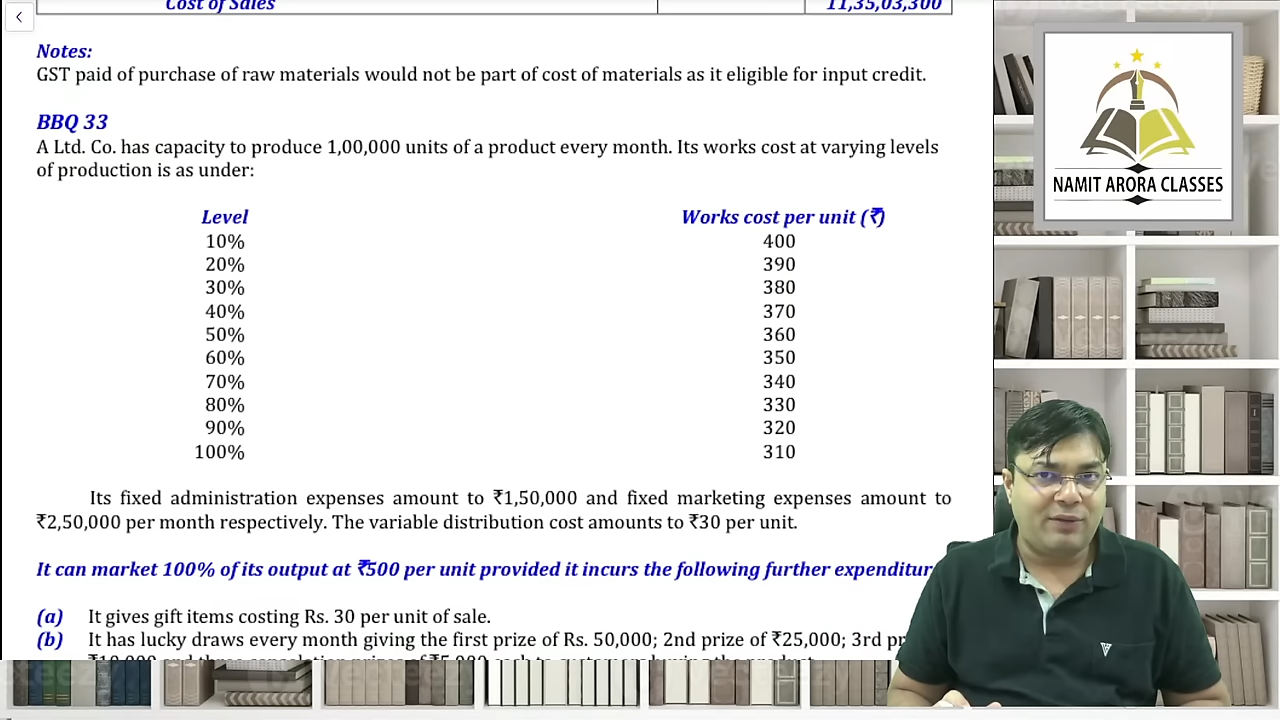 Cost of Sales 11,35,03,300
Notes:
GST paid of purchase of raw materials would not be part of cost of materials as it eligible for input credit.
BBQ 33
A Ltd. Co. has capacity to produce 1,00,000 units of a product every month. Its works cost at varying levels
of production is as under:
Level Works cost per unit (₹)
10% 400
20% 390
30% 380
40% 370
50% 360
60% 350
70% 340
80% 330
90% 320
100% 310
Its fixed administration expenses amount to ₹1,50,000 and fixed marketing expenses amount to
₹2,50,000 per month respectively. The variable distribution cost amounts to ₹30 per unit.
It can market 100% of its output at ₹500 per unit provided it incurs the following further expenditur
(a) It gives gift items costing Rs. 30 per unit of sale.
(b) It has lucky draws every month giving the first prize of Rs. 50,000; 2nd prize of ₹25,000; 3rd pr
NAMIT ARORA CLASSES